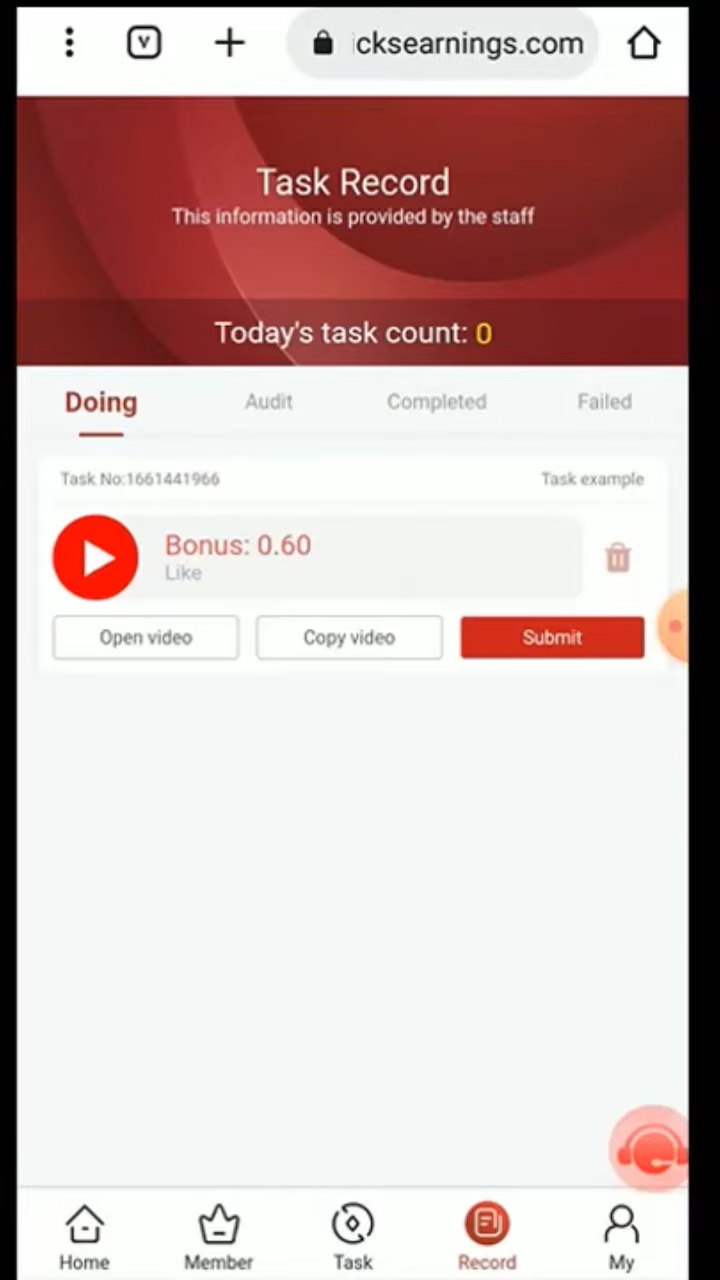 cksearnings.com
Task Record
This information is provided by the staff
Today's task count: 0
Doing Audit Completed Failed
Task No:1661441966 Task example
Bonus: 0.60
Like
Open video Copy video Submit
Home Member Task Record My